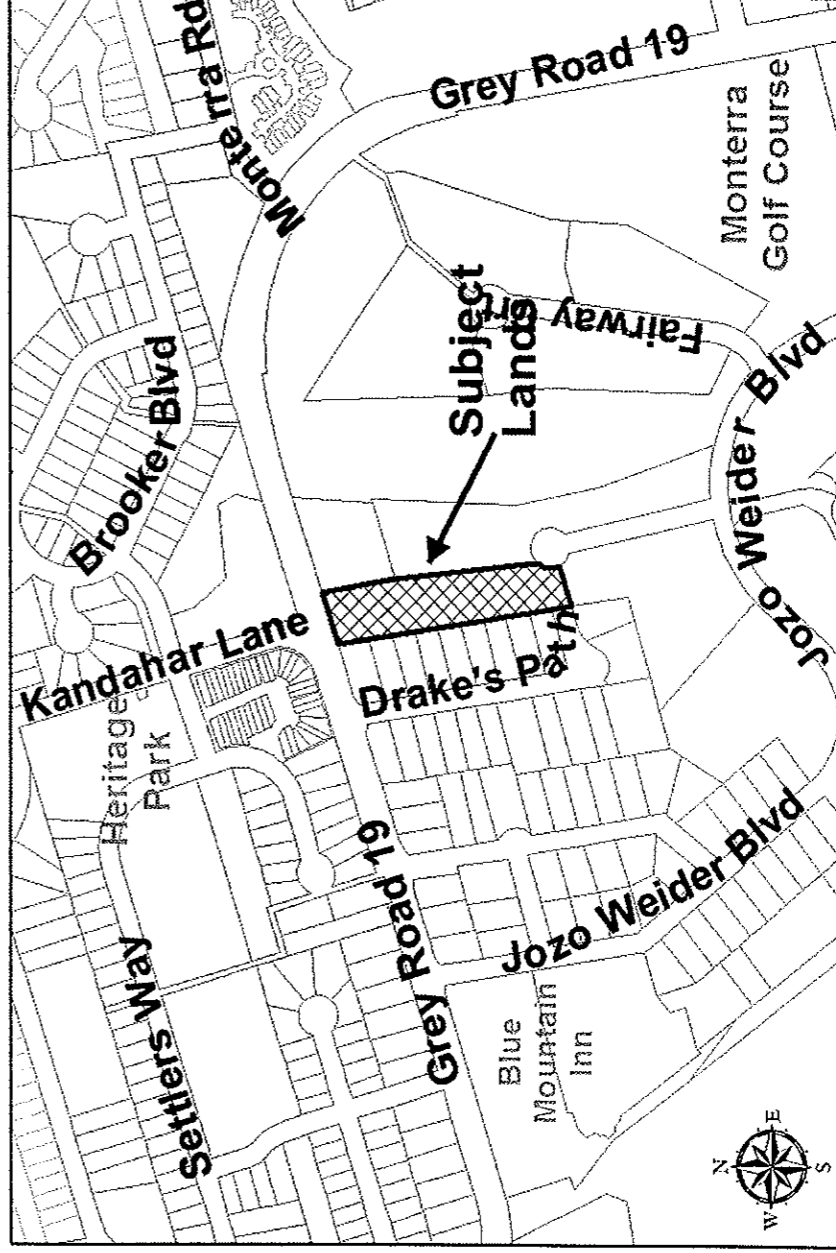 Monterra Rd
Grey Road 19
Brooker Blvd
Monterra
Golf Course
Subject
Lands
Fairway Crt
Kandahar Lane
Heritage
Park
Drake's Path
Jozo Weider Blvd
Settlers Way
Grey Road 19
Jozo Weider Blvd
Blue
Mountain
Inn
N
W E
S